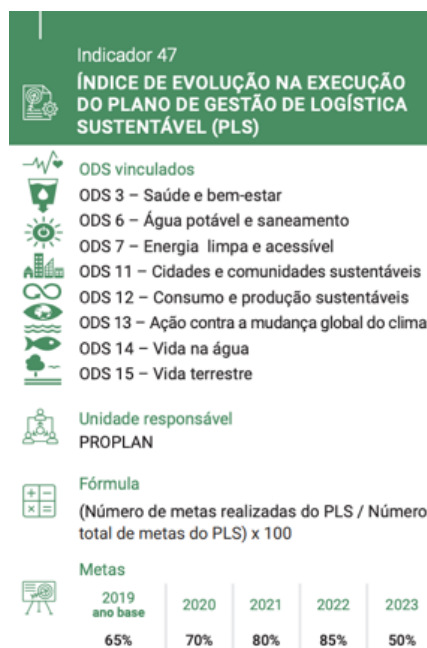 Indicador 47
ÍNDICE DE EVOLUÇÃO NA EXECUÇÃO
DO PLANO DE GESTÃO DE LOGÍSTICA
SUSTENTÁVEL (PLS)
ODS vinculados
ODS 3 – Saúde e bem-estar
ODS 6 – Água potável e saneamento
ODS 7 – Energia limpa e acessível
ODS 11 – Cidades e comunidades sustentáveis
ODS 12 – Consumo e produção sustentáveis
ODS 13 – Ação contra a mudança global do clima
ODS 14 – Vida na água
ODS 15 – Vida terrestre
Unidade responsável
PROPLAN
Fórmula
(Número de metas realizadas do PLS / Número
total de metas do PLS) x 100
Metas
2019 2020 2021 2022 2023
ano base
65% 70% 80% 85% 50%